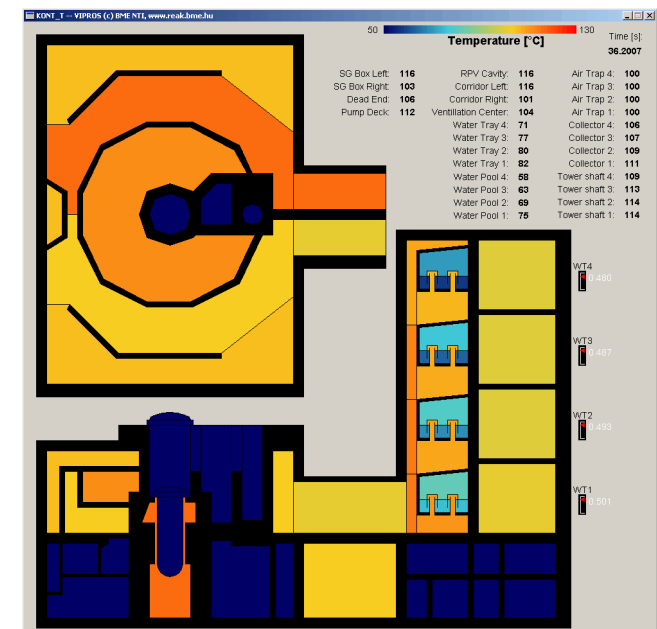 KONT_T -- VIPROS (c) BME NTI, www.reak.bme.hu
50 130
Temperature [°C]
Time [s]:
36.2007
SG Box Left: 116 RPV Cavity: 116 Air Trap 4: 100
SG Box Right: 103 Corridor Left: 116 Air Trap 3: 100
Dead End: 106 Corridor Right: 101 Air Trap 2: 100
Pump Deck: 112 Ventillation Center: 104 Air Trap 1: 100
Water Tray 4: 71 Collector 4: 106
Water Tray 3: 77 Collector 3: 107
Water Tray 2: 80 Collector 2: 109
Water Tray 1: 82 Collector 1: 111
Water Pool 4: 58 Tower shaft 4: 109
Water Pool 3: 63 Tower shaft 3: 113
Water Pool 2: 69 Tower shaft 2: 114
Water Pool 1: 75 Tower shaft 1: 114
WT4
0.480
WT3
0.487
WT2
0.493
WT1
0.501